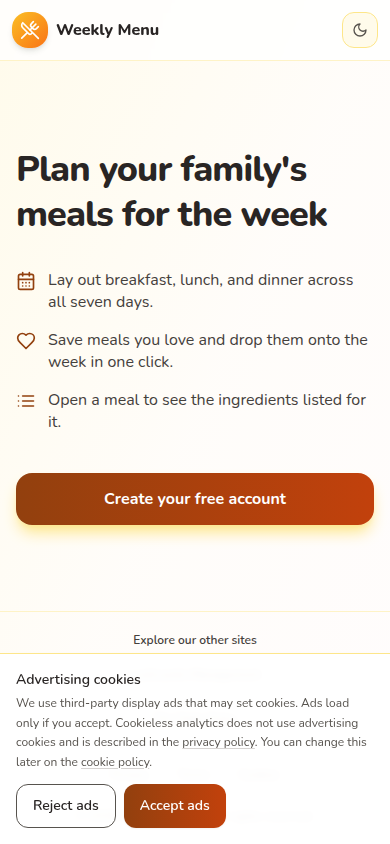 Weekly Menu
Plan your family's
meals for the week
Lay out breakfast, lunch, and dinner across
all seven days.
Save meals you love and drop them onto the
week in one click.
Open a meal to see the ingredients listed for
it.
Create your free account
Explore our other sites
Advertising cookies
We use third-party display ads that may set cookies. Ads load
only if you accept. Cookieless analytics does not use advertising
cookies and is described in the privacy policy. You can change this
later on the cookie policy.
Reject ads
Accept ads